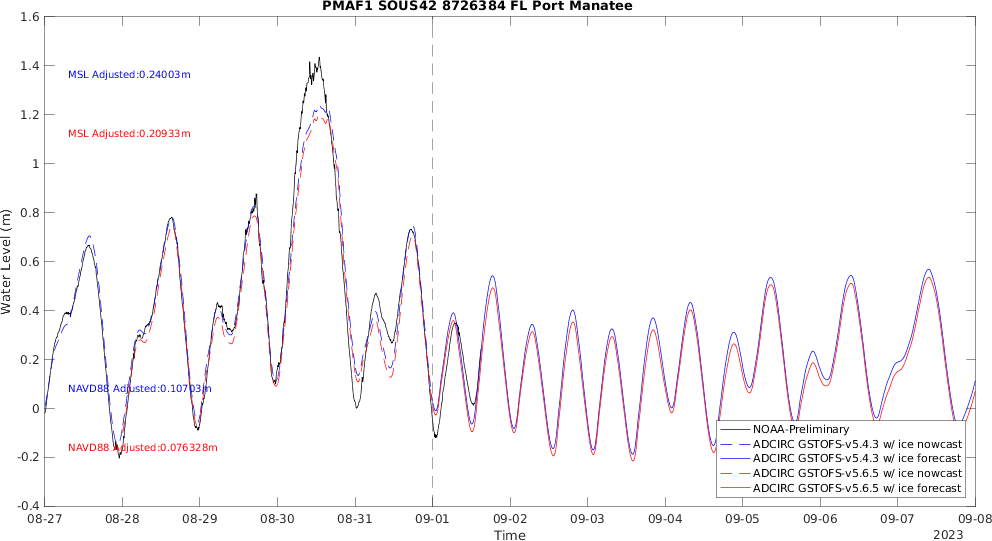 PMAF1 SOUS42 8726384 FL Port Manatee
Water Level (m)
1.6
1.4
1.2
1
0.8
0.6
0.4
0.2
0
-0.2
-0.4
MSL Adjusted:0.24003m
MSL Adjusted:0.20933m
NAVD88 Adjusted:0.10703m
NAVD88 Adjusted:0.076328m
NOAA-Preliminary
ADCIRC GSTOFS-v5.4.3 w/ ice nowcast
ADCIRC GSTOFS-v5.4.3 w/ ice forecast
ADCIRC GSTOFS-v5.6.5 w/ ice nowcast
ADCIRC GSTOFS-v5.6.5 w/ ice forecast
08-27 08-28 08-29 08-30 08-31 09-01 09-02 09-03 09-04 09-05 09-06 09-07 09-08
Time
2023